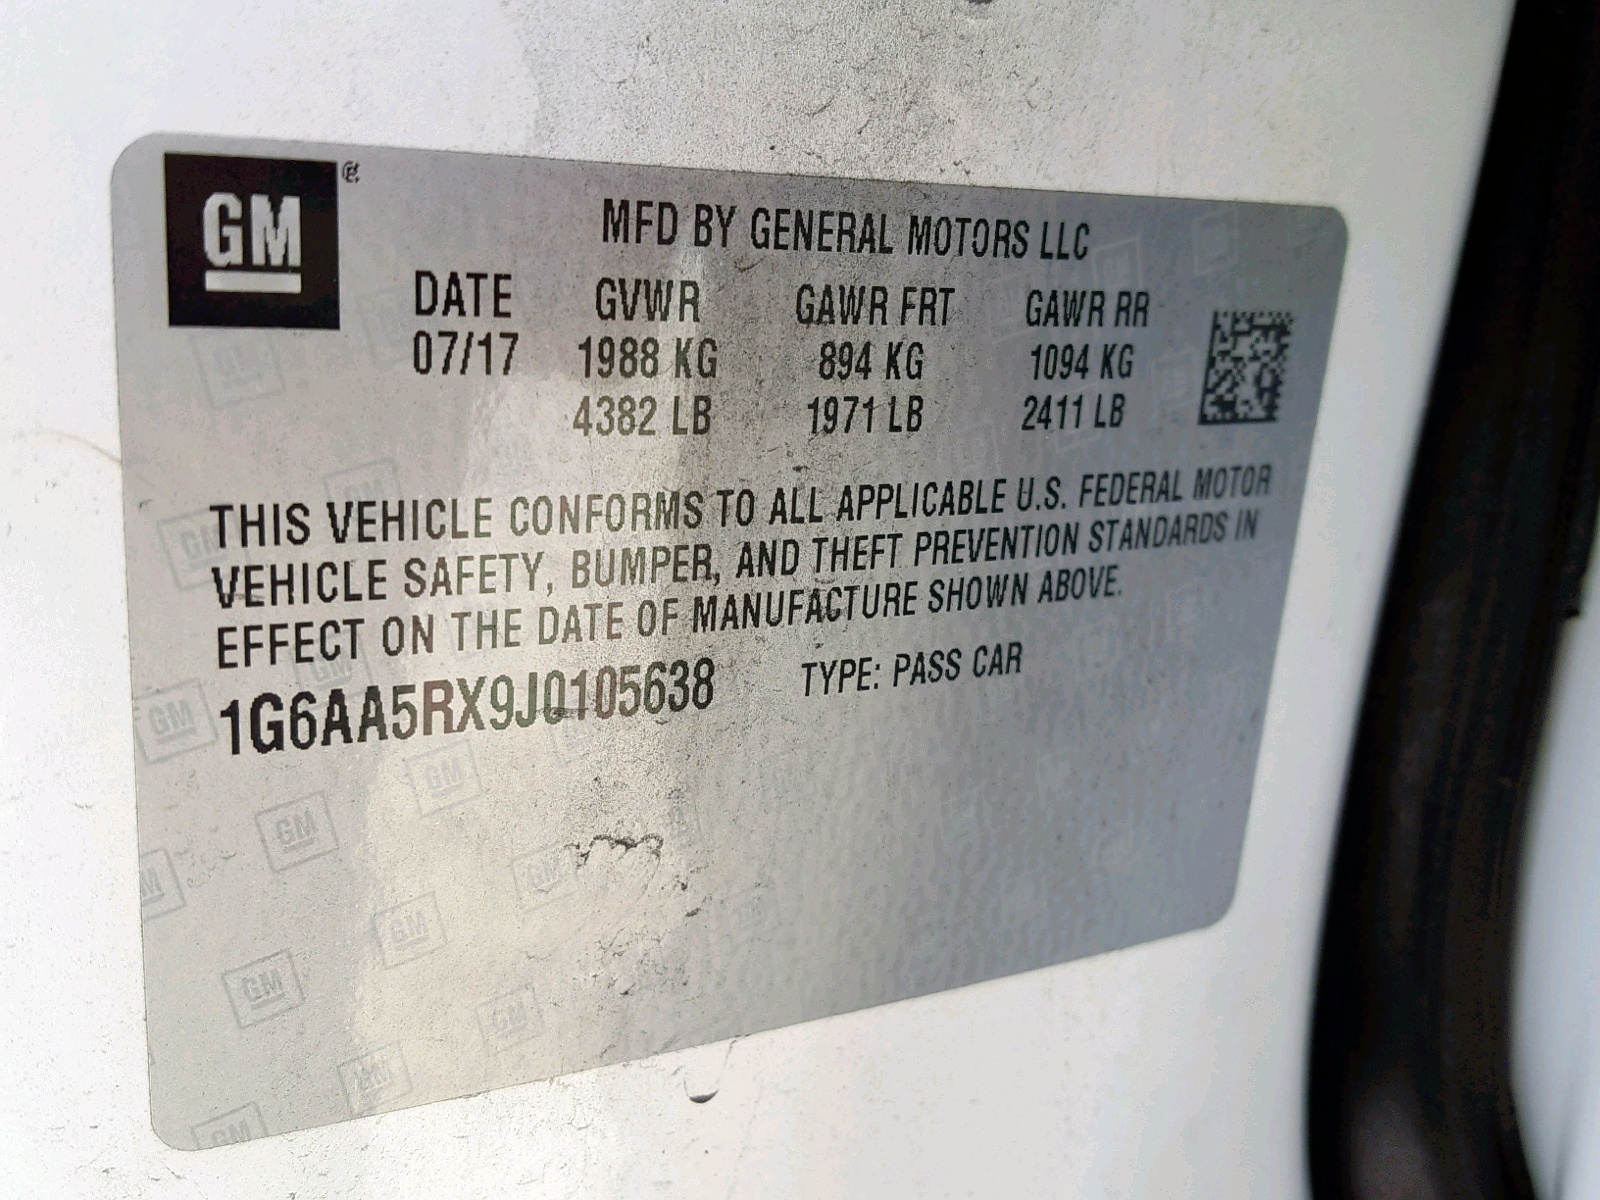 GM
MFD BY GENERAL MOTORS LLC
DATE GVWR GAWR FRT GAWR RR
07/17 1988 KG 894 KG 1094 KG
4382 LB 1971 LB 2411 LB
THIS VEHICLE CONFORMS TO ALL APPLICABLE U.S. FEDERAL MOTOR
VEHICLE SAFETY, BUMPER, AND THEFT PREVENTION STANDARDS IN
EFFECT ON THE DATE OF MANUFACTURE SHOWN ABOVE.
1G6AA5RX9J0105638 TYPE: PASS CAR